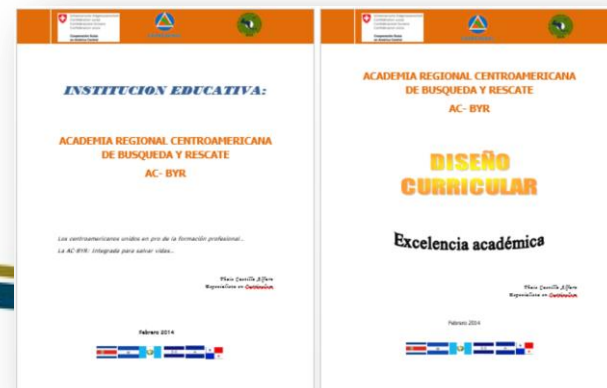 INSTITUCION EDUCATIVA:
ACADEMIA REGIONAL CENTROAMERICANA
DE BUSQUEDA Y RESCATE
AC- BYR
Los centroamericanos unidos en pro de la formación profesional..
La AC-BYR: Integrada para salvar vidas..
Febrero 2014
ACADEMIA REGIONAL CENTROAMERICANA
DE BUSQUEDA Y RESCATE
AC- BYR
DISEÑO
CURRICULAR
Excelencia académica
Febrero 2014